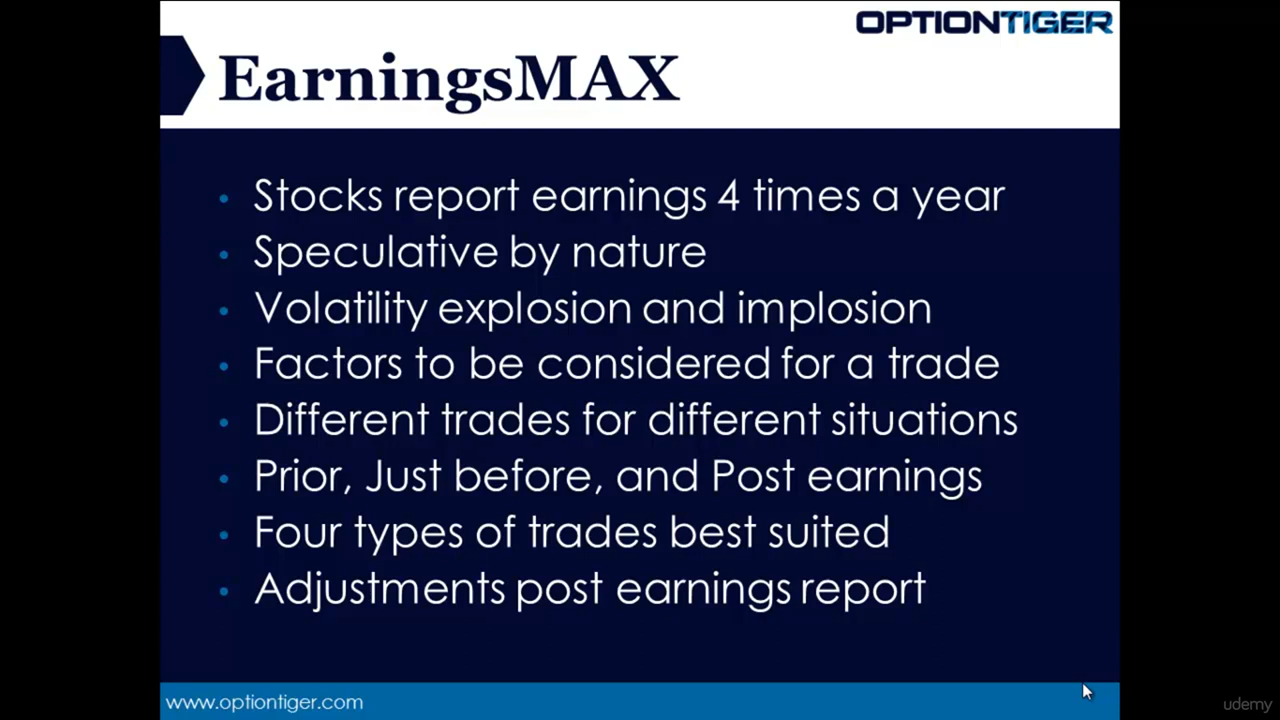 OPTIONTIGER
EarningsMAX
• Stocks report earnings 4 times a year
• Speculative by nature
• Volatility explosion and implosion
• Factors to be considered for a trade
• Different trades for different situations
• Prior, Just before, and Post earnings
• Four types of trades best suited
• Adjustments post earnings report
www.optiontiger.com
udemy